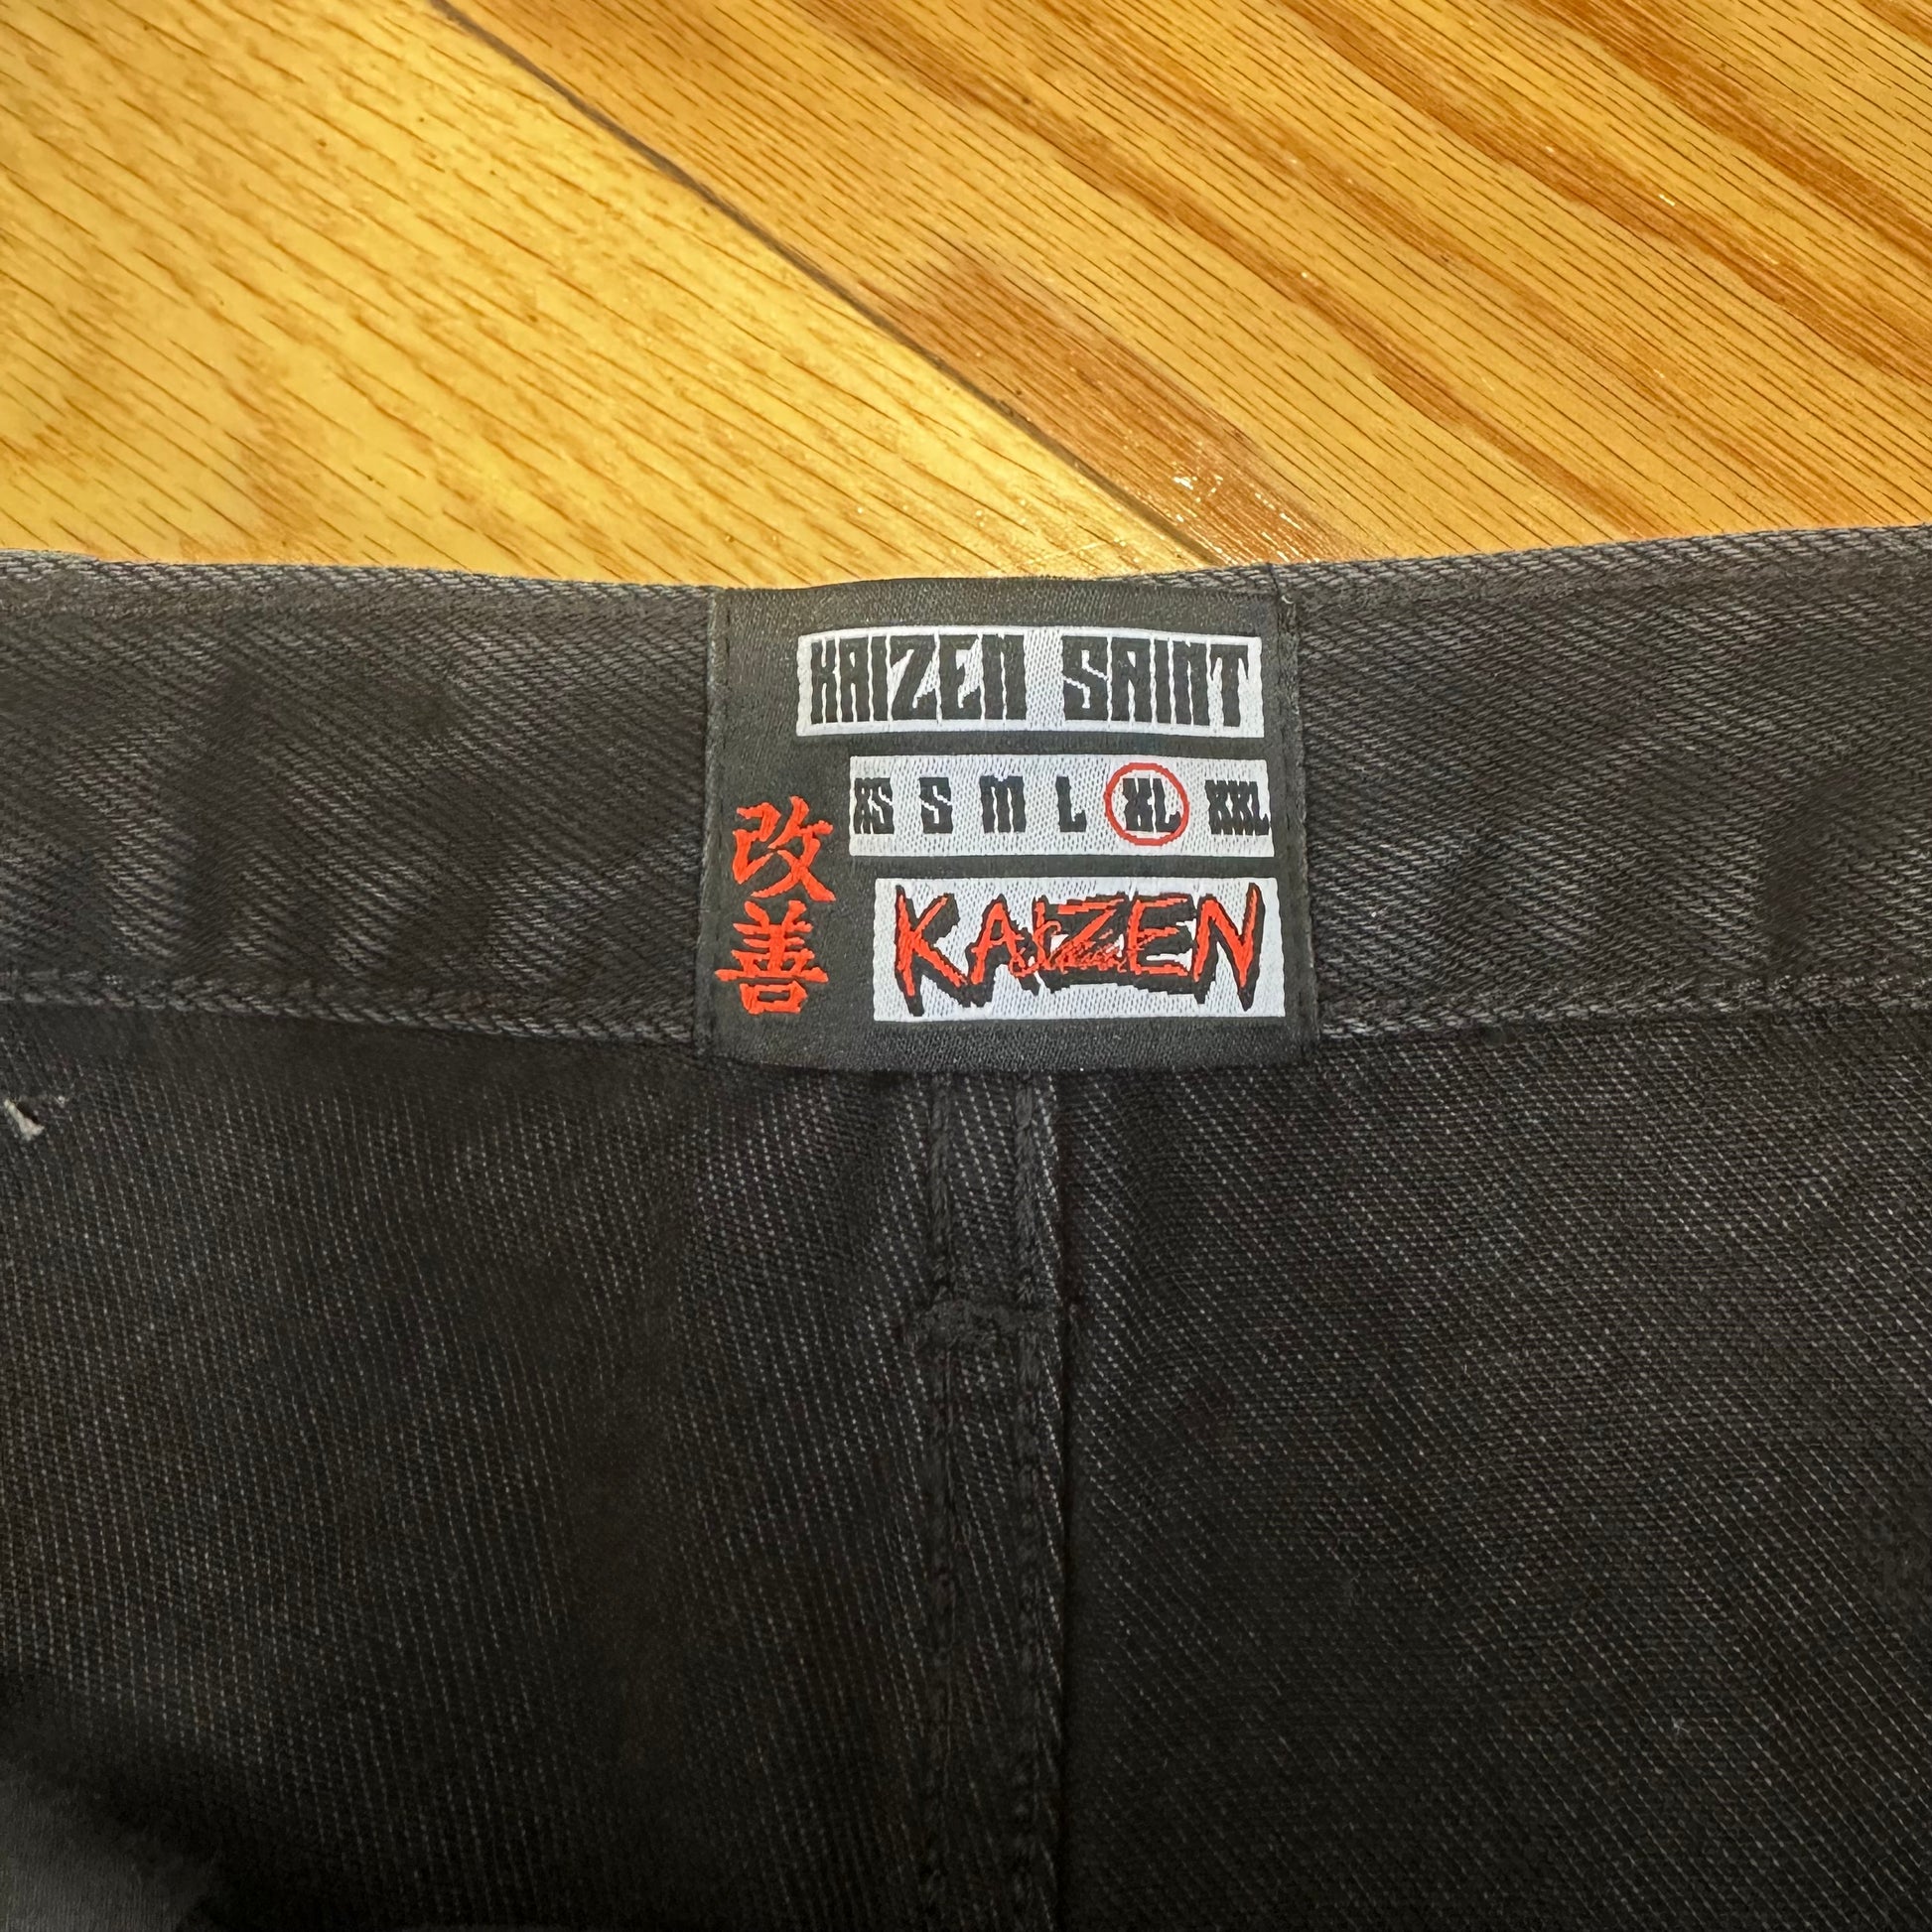 KAIZEN SAINT
XS S M L XL XXL
改善
KAIZEN